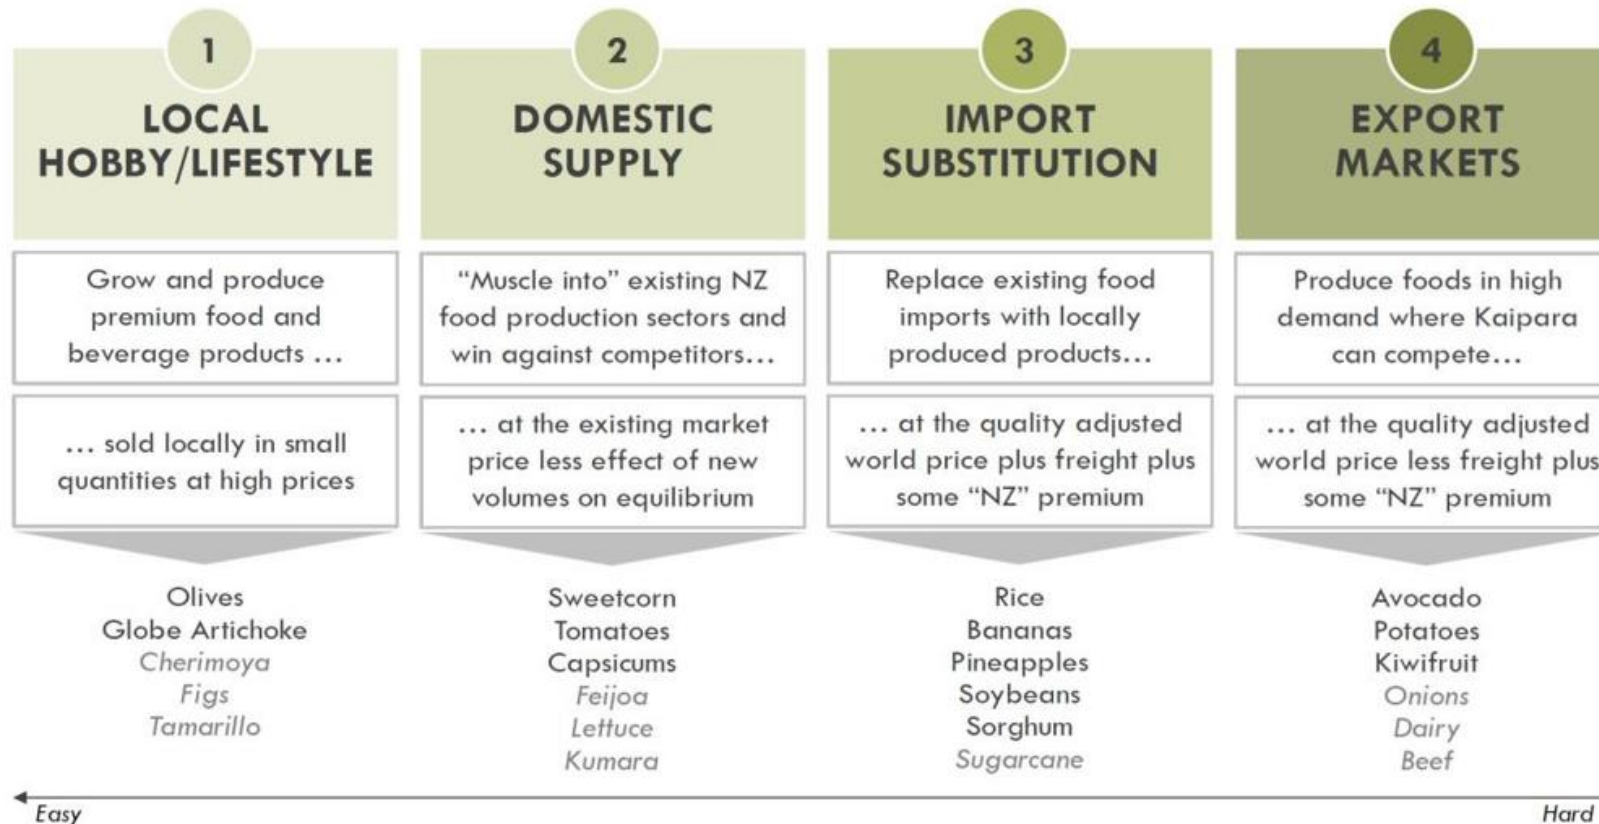 1
LOCAL
HOBBY/LIFESTYLE
Grow and produce
premium food and
beverage products ...
... sold locally in small
quantities at high prices
Olives
Globe Artichoke
Cherimoya
Figs
Tamarillo
2
DOMESTIC
SUPPLY
“Muscle into” existing NZ
food production sectors and
win against competitors...
... at the existing market
price less effect of new
volumes on equilibrium
Sweetcorn
Tomatoes
Capsicums
Feijoa
Lettuce
Kumara
3
IMPORT
SUBSTITUTION
Replace existing food
imports with locally
produced products...
... at the quality adjusted
world price plus freight plus
some “NZ” premium
Rice
Bananas
Pineapples
Soybeans
Sorghum
Sugarcane
4
EXPORT
MARKETS
Produce foods in high
demand where Kaipara
can compete...
... at the quality adjusted
world price less freight plus
some “NZ” premium
Avocado
Potatoes
Kiwifruit
Onions
Dairy
Beef
Easy
Hard